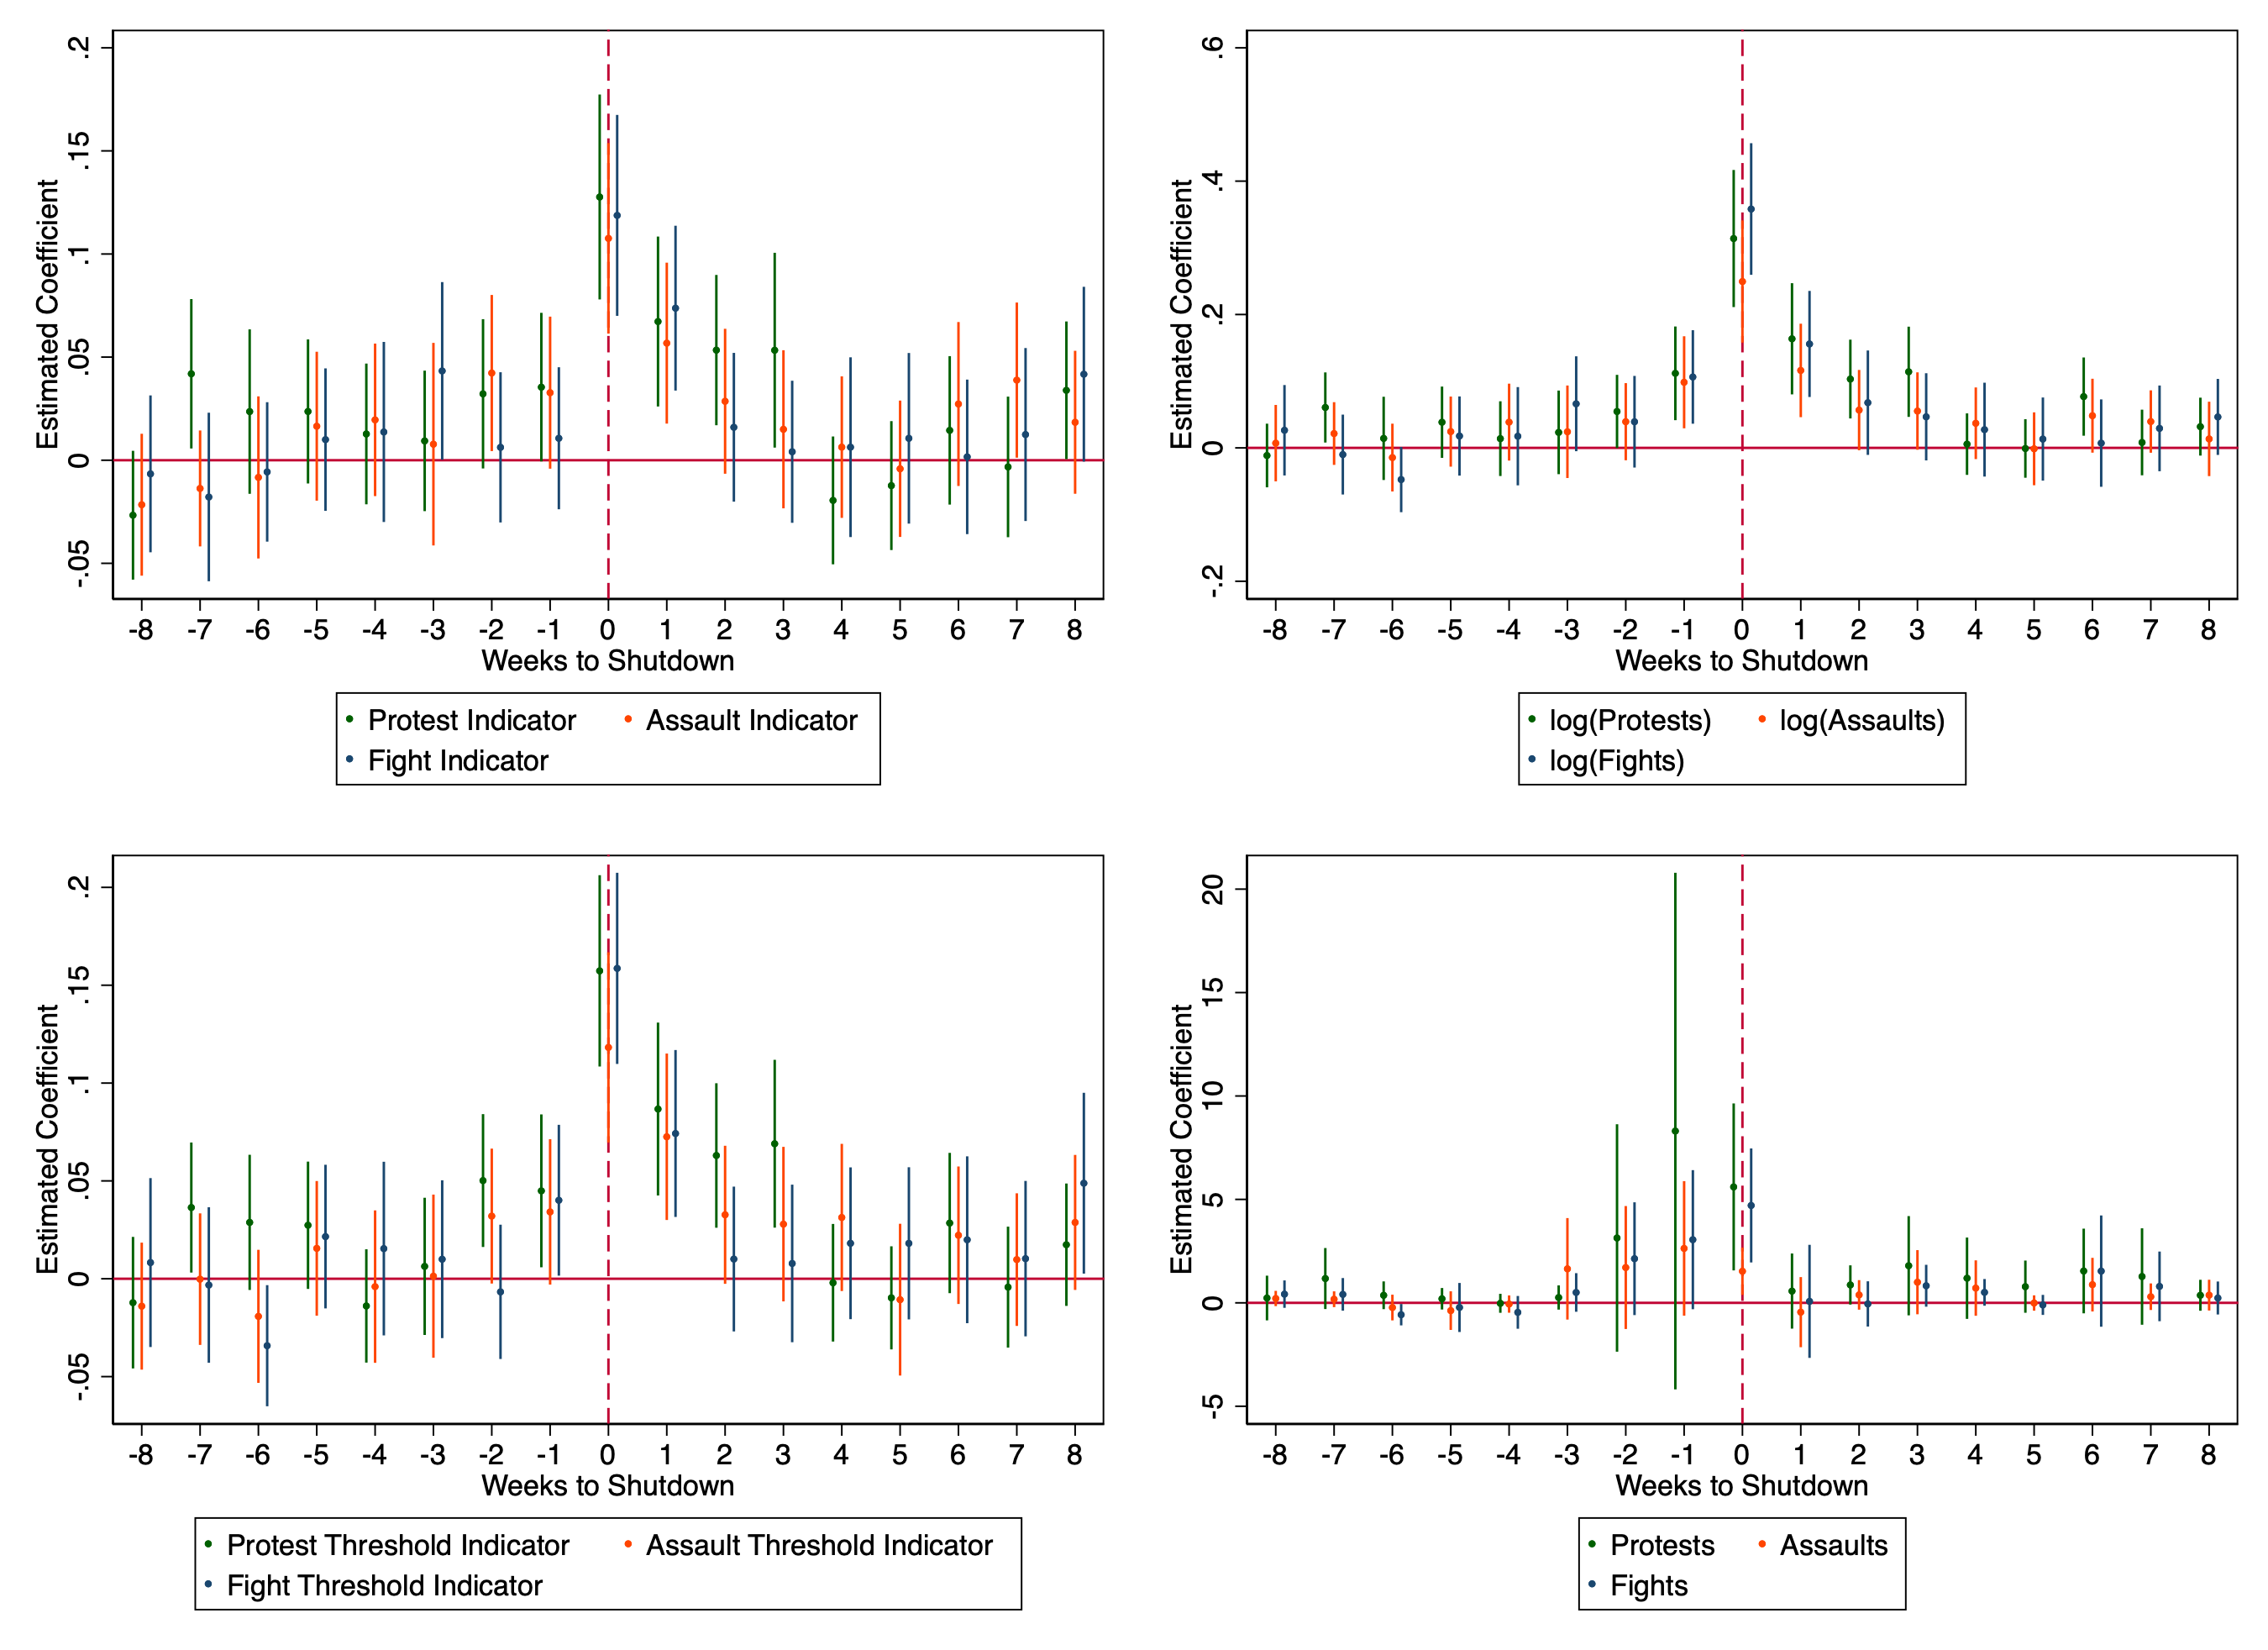 .2
.15
.1
.05
0
-.05
Estimated Coefficient
-8 -7 -6 -5 -4 -3 -2 -1 0 1 2 3 4 5 6 7 8
Weeks to Shutdown
Protest Indicator Assault Indicator
Fight Indicator
.6
.4
.2
0
-.2
Estimated Coefficient
-8 -7 -6 -5 -4 -3 -2 -1 0 1 2 3 4 5 6 7 8
Weeks to Shutdown
log(Protests) log(Assaults)
log(Fights)
.2
.15
.1
.05
0
-.05
Estimated Coefficient
-8 -7 -6 -5 -4 -3 -2 -1 0 1 2 3 4 5 6 7 8
Weeks to Shutdown
Protest Threshold Indicator Assault Threshold Indicator
Fight Threshold Indicator
20
15
10
5
0
-5
Estimated Coefficient
-8 -7 -6 -5 -4 -3 -2 -1 0 1 2 3 4 5 6 7 8
Weeks to Shutdown
Protests Assaults
Fights